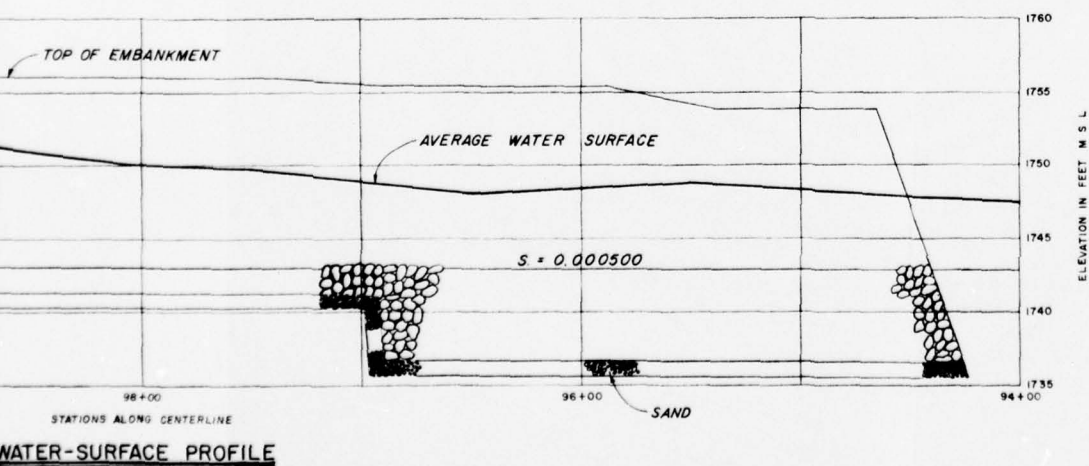 1760
TOP OF EMBANKMENT
1755
AVERAGE WATER SURFACE
1750
1745
S. = 0.000500
1740
1735
98+00
96+00
94+00
SAND
ELEVATION IN FEET M S L
STATIONS ALONG CENTERLINE
WATER-SURFACE PROFILE